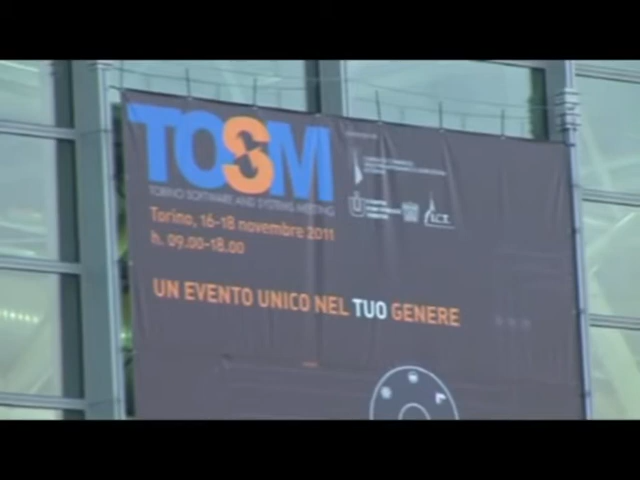 TOSM
TORINO SOFTWARE AND SYSTEMS MEETING
Torino, 16-18 novembre 2011
h. 09.00-18.00
UN EVENTO UNICO NEL TUO GENERE